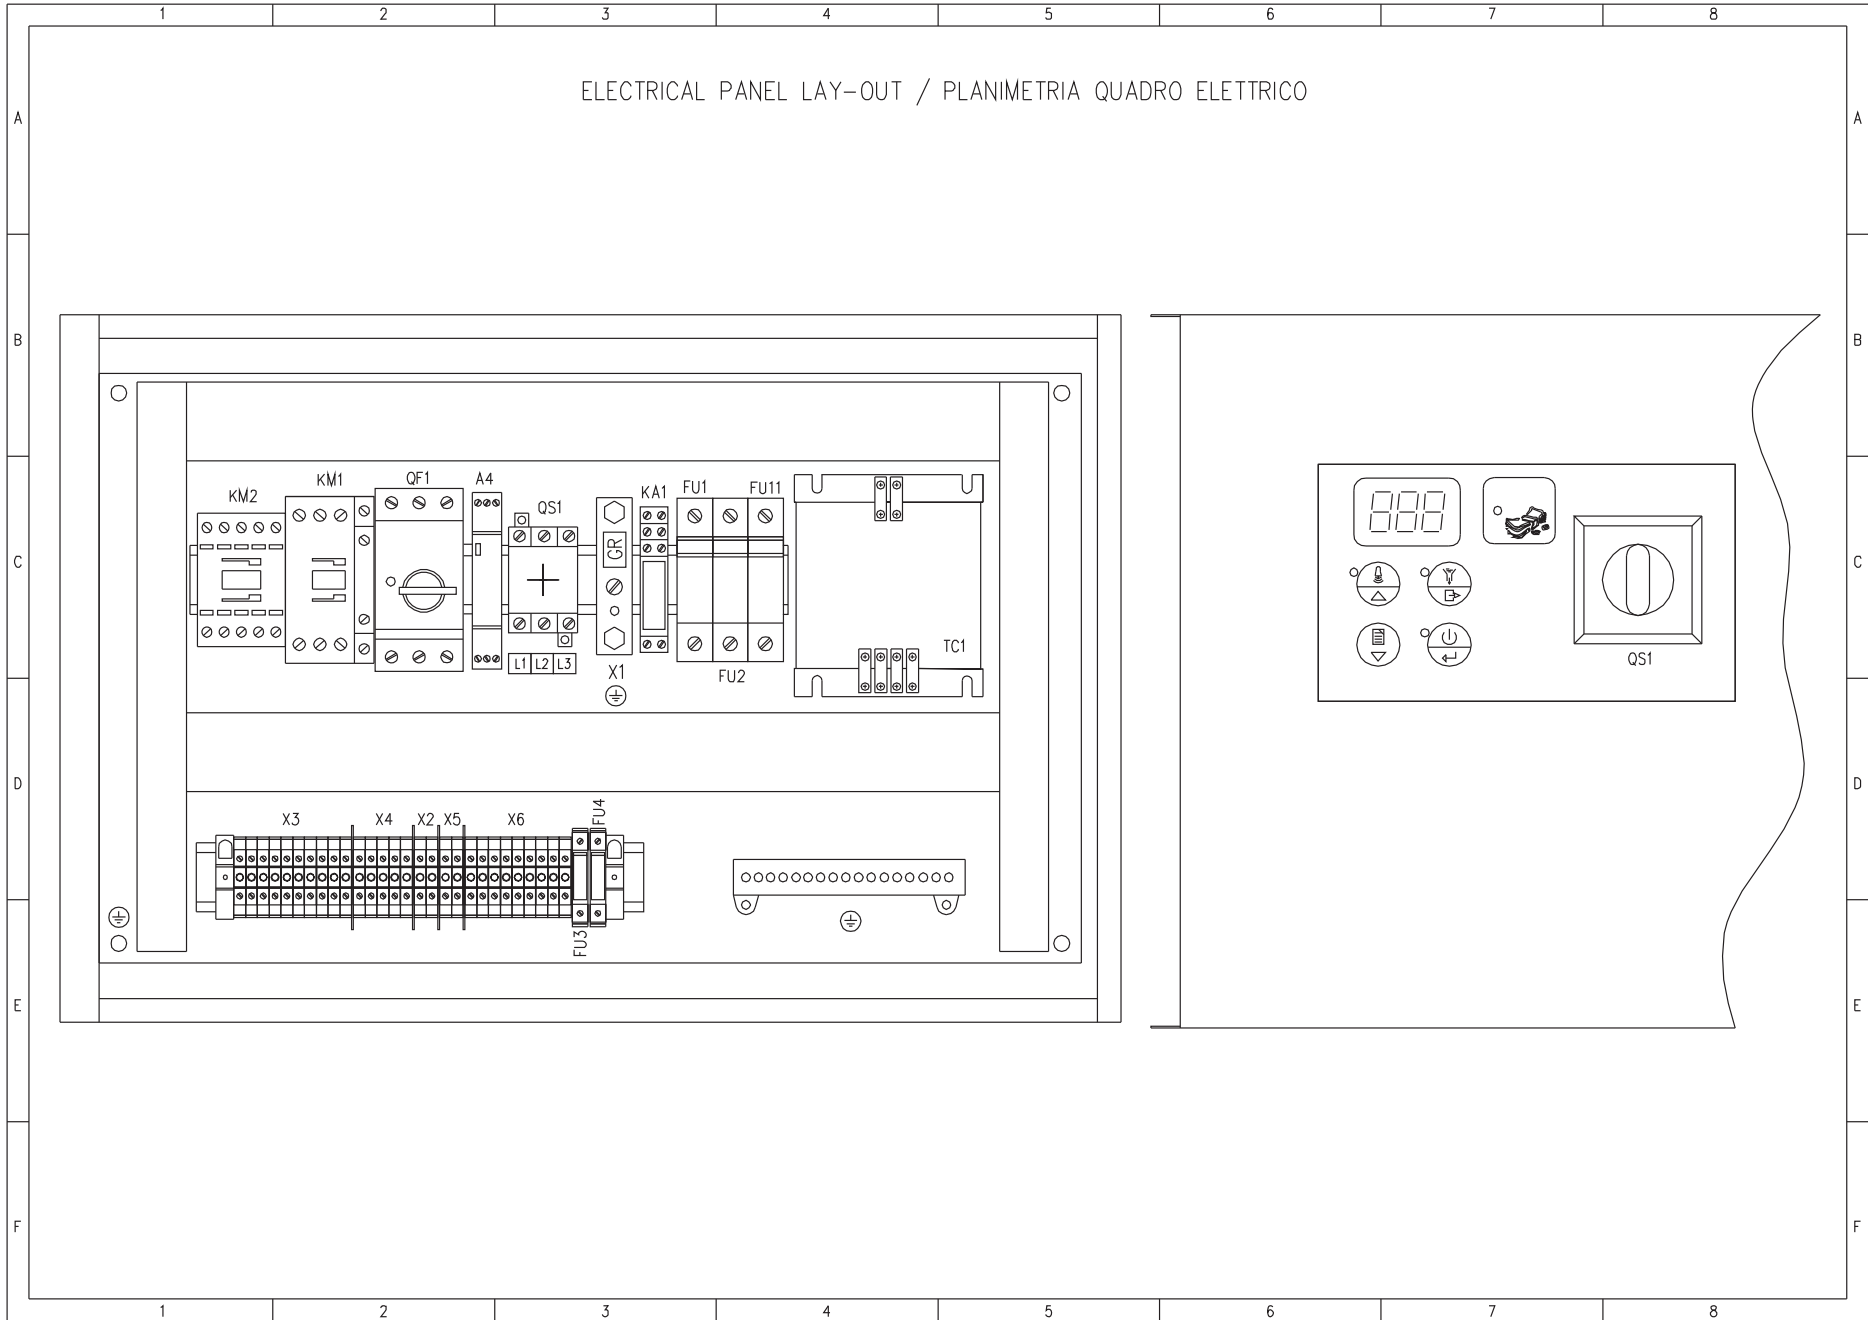 1 2 3 4 5 6 7 8
ELECTRICAL PANEL LAY-OUT / PLANIMETRIA QUADRO ELETTRICO
A A
B B
C C
KM2 KM1 QF1 A4 QS1 KA1 FU1 FU11
GR
L1 L2 L3
X1
FU2
TC1
888
QS1
D D
X3 X4 X2 X5 X6 FU4
FU3
E E
F F
1 2 3 4 5 6 7 8